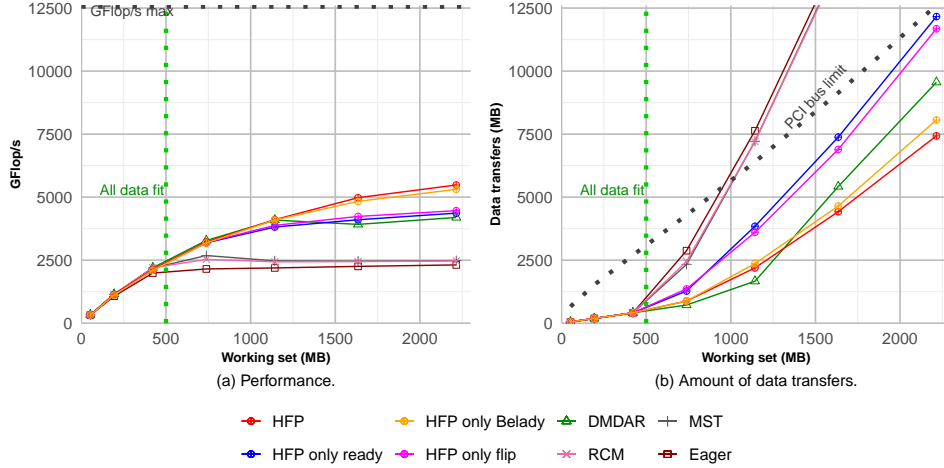 12500
GFlop/s max
10000
7500
5000
2500
0
GFlop/s
All data fit
0 500 1000 1500 2000
Working set (MB)
(a) Performance.
12500
10000
7500
5000
2500
0
Data transfers (MB)
PCI bus limit
All data fit
0 500 1000 1500 2000
Working set (MB)
(b) Amount of data transfers.
HFP HFP only Belady DMDAR MST
HFP only ready HFP only flip RCM Eager